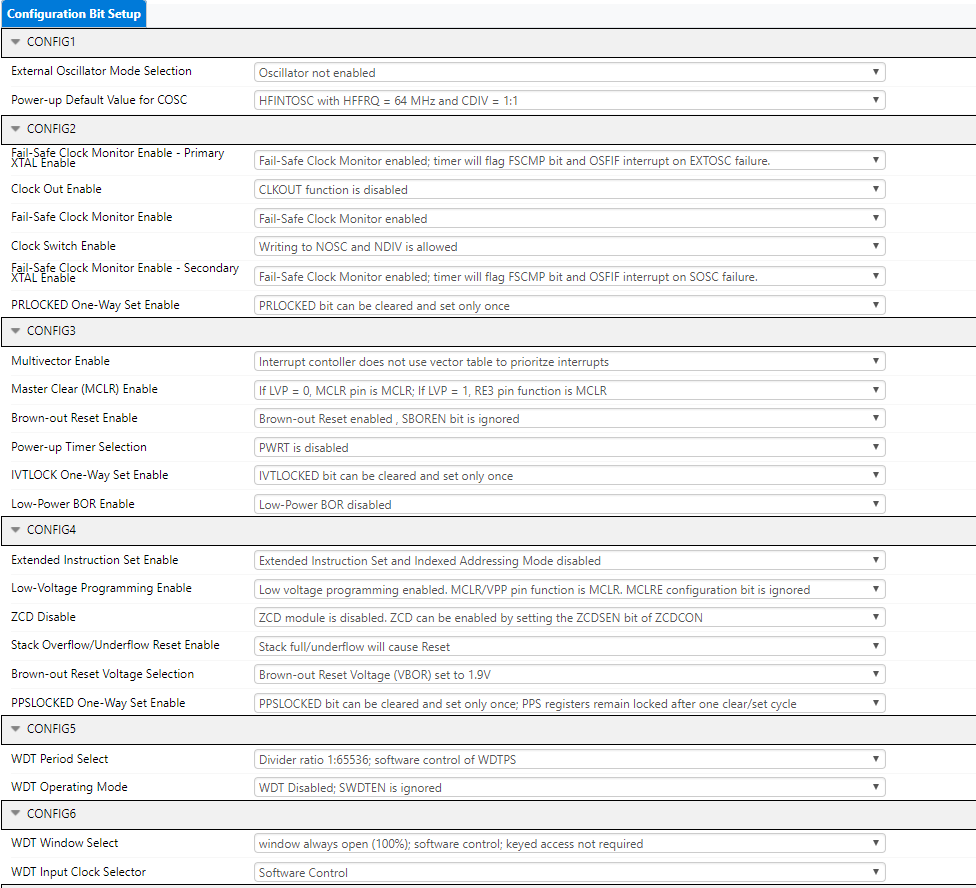 Configuration Bit Setup
CONFIG1
External Oscillator Mode Selection Oscillator not enabled
Power-up Default Value for COSC HFINTOSC with HFFRQ = 64 MHz and CDIV = 1:1
CONFIG2
Fail-Safe Clock Monitor Enable - Primary
XTAL Enable Fail-Safe Clock Monitor enabled; timer will flag FSCMP bit and OSFIF interrupt on EXTOSC failure.
Clock Out Enable CLKOUT function is disabled
Fail-Safe Clock Monitor Enable Fail-Safe Clock Monitor enabled
Clock Switch Enable Writing to NOSC and NDIV is allowed
Fail-Safe Clock Monitor Enable - Secondary
XTAL Enable Fail-Safe Clock Monitor enabled; timer will flag FSCMP bit and OSFIF interrupt on SOSC failure.
PRLOCKED One-Way Set Enable PRLOCKED bit can be cleared and set only once
CONFIG3
Multivector Enable Interrupt contoller does not use vector table to prioritze interrupts
Master Clear (MCLR) Enable If LVP = 0, MCLR pin is MCLR; If LVP = 1, RE3 pin function is MCLR
Brown-out Reset Enable Brown-out Reset enabled , SBOREN bit is ignored
Power-up Timer Selection PWRT is disabled
IVTLOCK One-Way Set Enable IVTLOCKED bit can be cleared and set only once
Low-Power BOR Enable Low-Power BOR disabled
CONFIG4
Extended Instruction Set Enable Extended Instruction Set and Indexed Addressing Mode disabled
Low-Voltage Programming Enable Low voltage programming enabled. MCLR/VPP pin function is MCLR. MCLRE configuration bit is ignored
ZCD Disable ZCD module is disabled. ZCD can be enabled by setting the ZCDSEN bit of ZCDCON
Stack Overflow/Underflow Reset Enable Stack full/underflow will cause Reset
Brown-out Reset Voltage Selection Brown-out Reset Voltage (VBOR) set to 1.9V
PPSLOCKED One-Way Set Enable PPSLOCKED bit can be cleared and set only once; PPS registers remain locked after one clear/set cycle
CONFIG5
WDT Period Select Divider ratio 1:65536; software control of WDTPS
WDT Operating Mode WDT Disabled; SWDTEN is ignored
CONFIG6
WDT Window Select window always open (100%); software control; keyed access not required
WDT Input Clock Selector Software Control